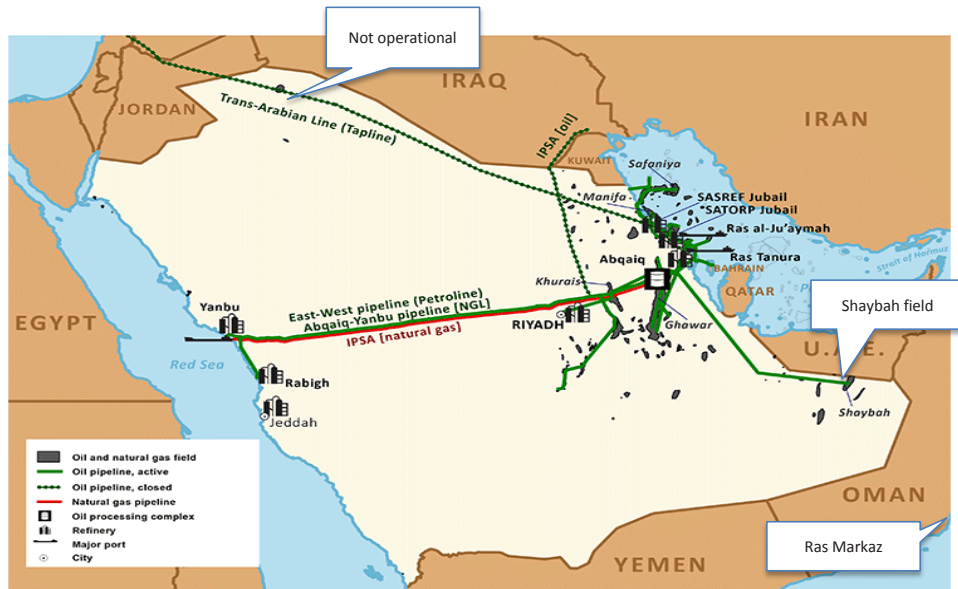 Not operational
IRAQ
JORDAN
IRAN
Trans-Arabian Line (Tapline)
IPSA [oil]
KUWAIT
Safaniya
Manifa
SASREF Jubail
SATORP Jubail
Ras al-Ju'aymah
Abqaiq
Ras Tanura
Strait of Hormuz
BAHRAIN
Khurais
QATAR
P
Yanbu
East-West pipeline (Petroline)
Abqaiq-Yanbu pipeline [NGL]
IPSA [natural gas]
RIYADH
Ghawar
Shaybah field
EGYPT
U.A.E.
Red Sea
Rabigh
Shaybah
Jeddah
Oil and natural gas field
Oil pipeline, active
Oil pipeline, closed
Natural gas pipeline
Oil processing complex
Refinery
Major port
City
OMAN
Ras Markaz
YEMEN